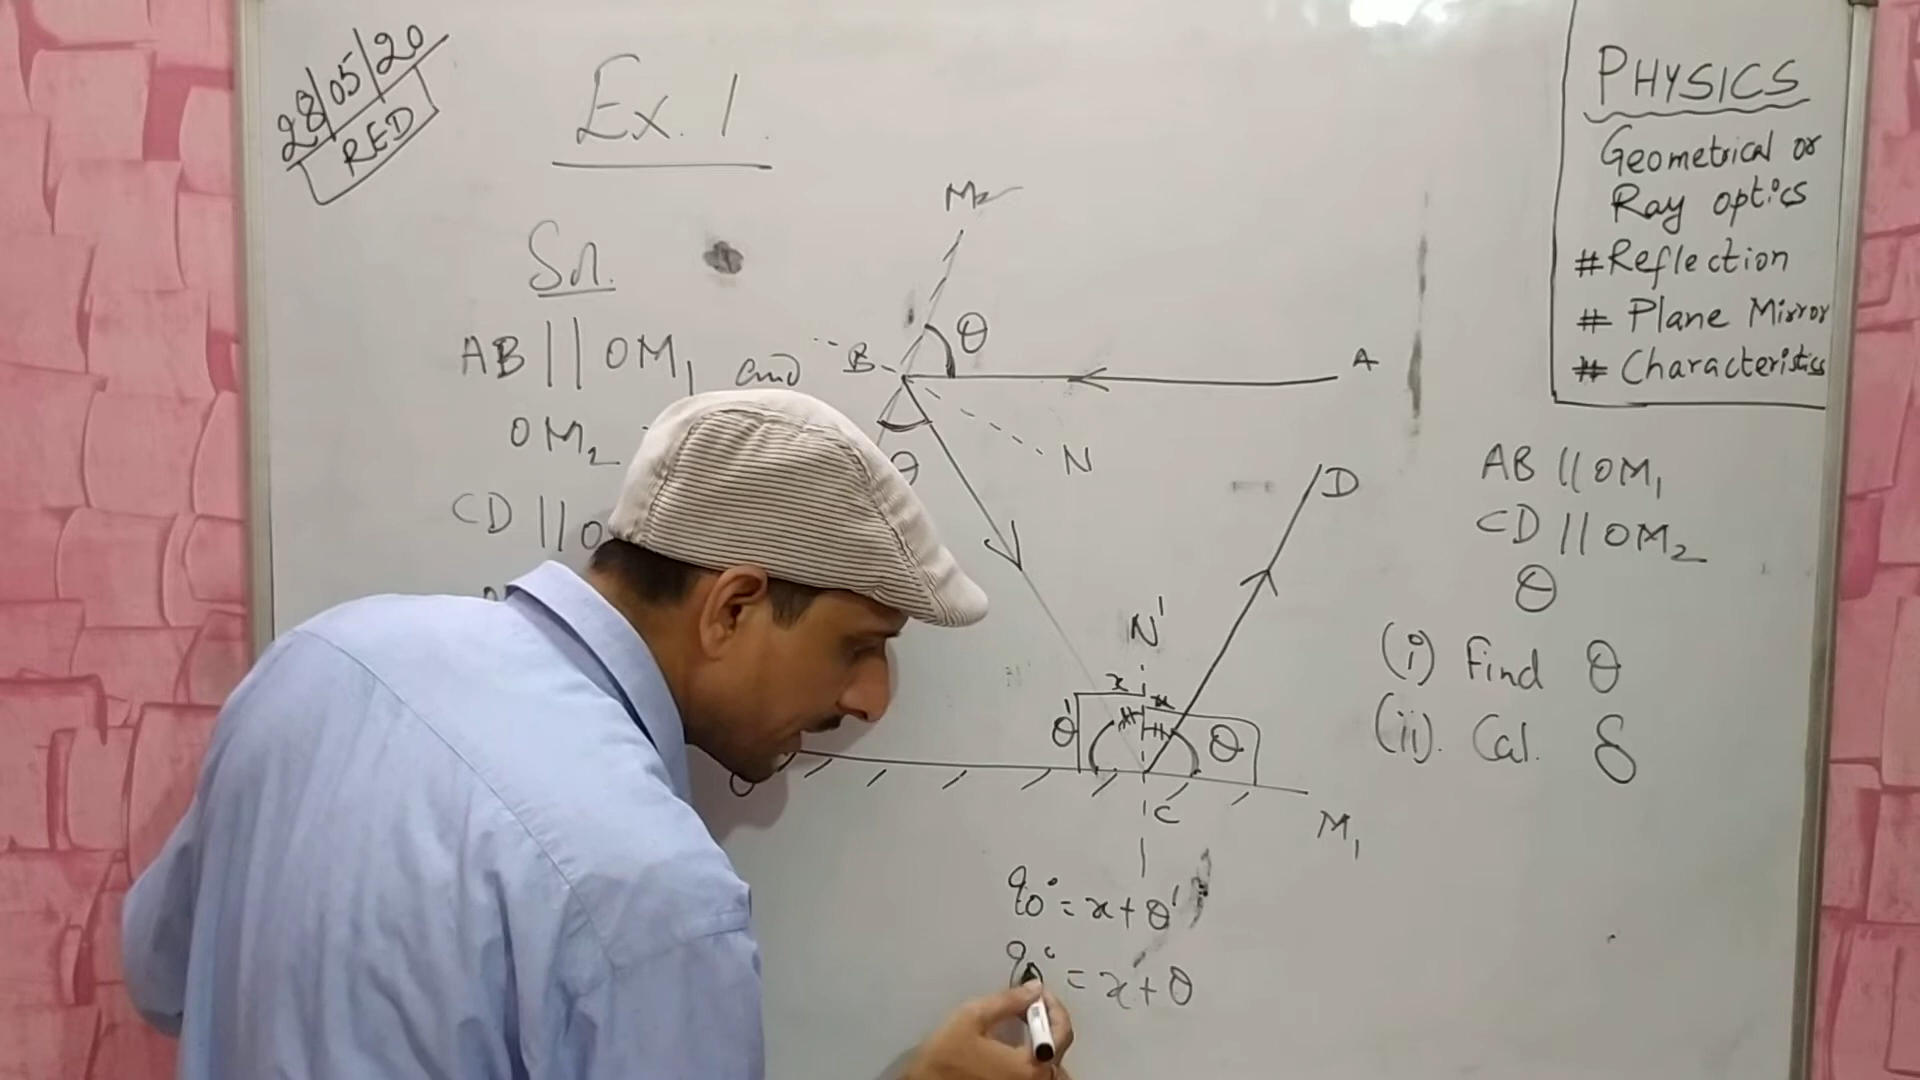 28/05/20
RED
Ex. 1.
Sol.
AB || OM₁ and
OM₂
CD ||
M₂
θ
B
A
N
θ
D
N'
x
x
θ'
θ
O
C
M₁
90° = x + θ'
90° = x + θ
PHYSICS
Geometrical or
Ray optics
# Reflection
# Plane Mirror
# Characteristics
AB || OM₁
CD || OM₂
θ
(i) Find θ
(ii). Cal. δ